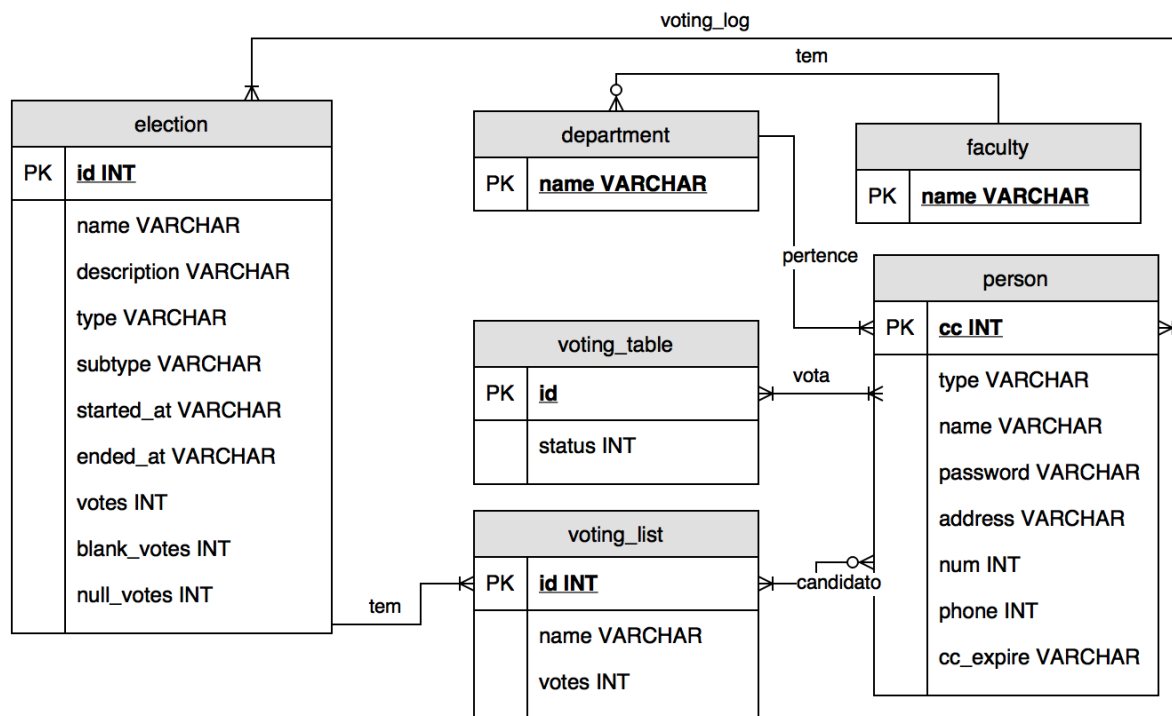 voting_log
tem
election
PK id INT
name VARCHAR
description VARCHAR
type VARCHAR
subtype VARCHAR
started_at VARCHAR
ended_at VARCHAR
votes INT
blank_votes INT
null_votes INT
department
PK name VARCHAR
faculty
PK name VARCHAR
pertence
person
PK cc INT
type VARCHAR
name VARCHAR
password VARCHAR
address VARCHAR
num INT
phone INT
cc_expire VARCHAR
voting_table
PK id
status INT
vota
voting_list
PK id INT
name VARCHAR
votes INT
candidato
tem